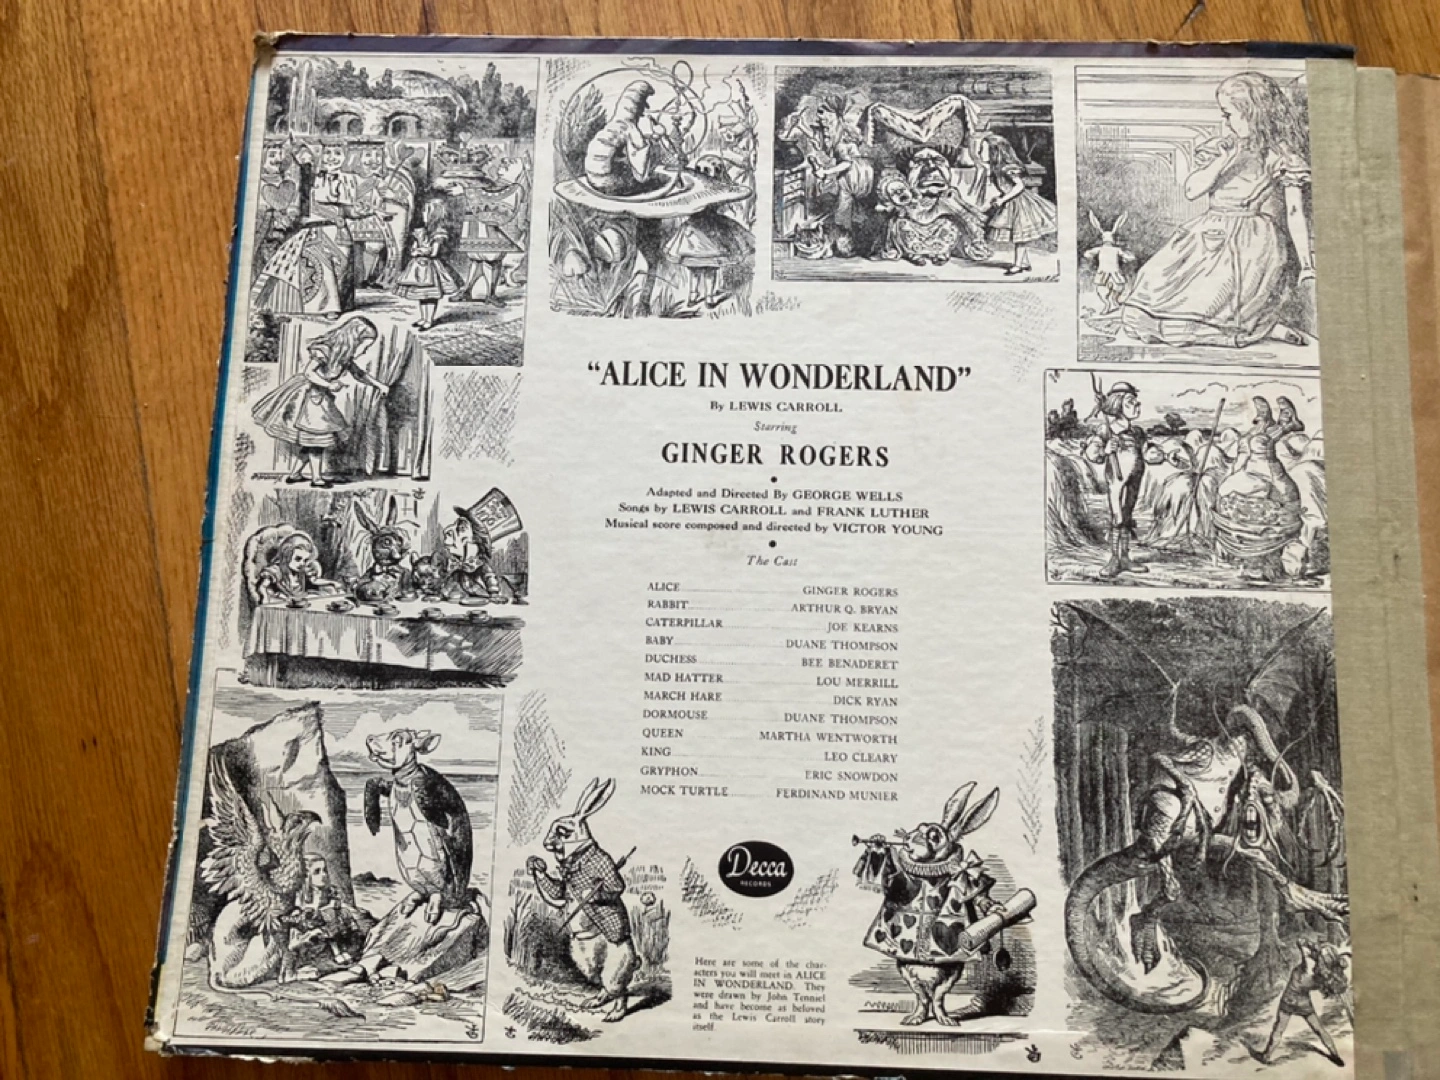 "ALICE IN WONDERLAND"
By LEWIS CARROLL
Starring
GINGER ROGERS
Adapted and Directed By GEORGE WELLS
Songs by LEWIS CARROLL and FRANK LUTHER
Musical score composed and directed by VICTOR YOUNG
The Cast
ALICE GINGER ROGERS
RABBIT ARTHUR Q. BRYAN
CATERPILLAR JOE KEARNS
BABY DUANE THOMPSON
DUCHESS BEE BENADERET
MAD HATTER LOU MERRILL
MARCH HARE DICK RYAN
DORMOUSE DUANE THOMPSON
QUEEN MARTHA WENTWORTH
KING LEO CLEARY
GRYPHON ERIC SNOWDON
MOCK TURTLE FERDINAND MUNIER
Decca
RECORDS
Here are some of the char-
acters you will meet in ALICE
IN WONDERLAND. They
were drawn by John Tenniel
and have become as beloved
as the Lewis Carroll story
itself.